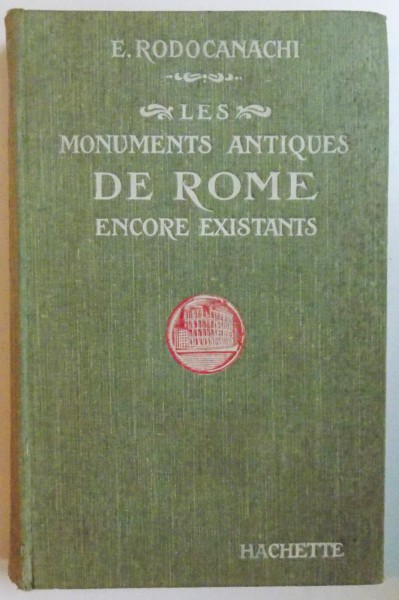 E. RODOCANACHI
LES
MONUMENTS ANTIQUES
DE ROME
ENCORE EXISTANTS
HACHETTE